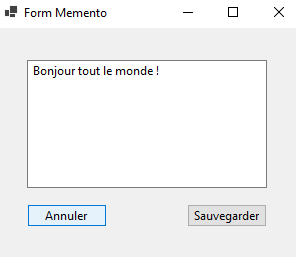 Form Memento
Bonjour tout le monde !
Annuler
Sauvegarder